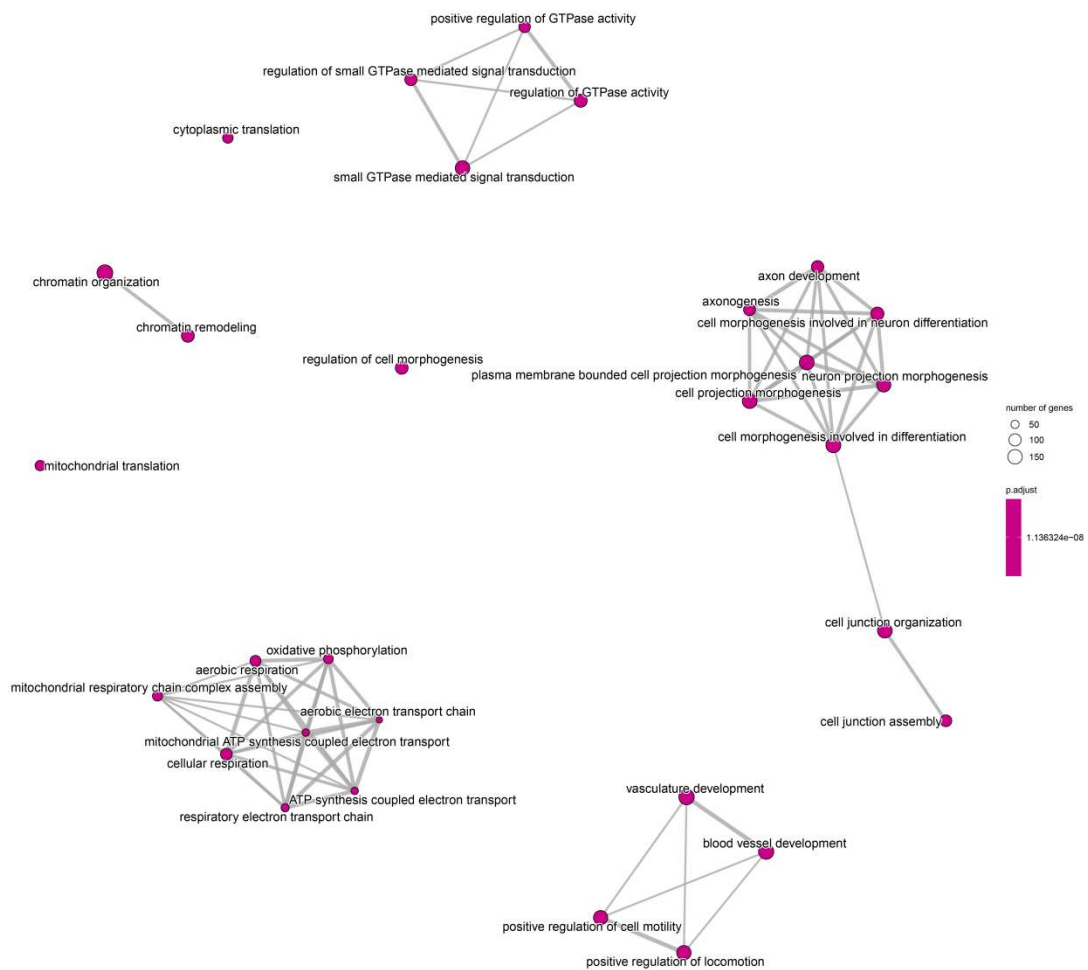 positive regulation of GTPase activity
regulation of small GTPase mediated signal transduction
regulation of GTPase activity
cytoplasmic translation
small GTPase mediated signal transduction
chromatin organization
axon development
axonogenesis
cell morphogenesis involved in neuron differentiation
chromatin remodeling
regulation of cell morphogenesis
plasma membrane bounded cell projection morphogenesis
neuron projection morphogenesis
cell projection morphogenesis
number of genes
50
100
150
cell morphogenesis involved in differentiation
mitochondrial translation
p.adjust
1.136324e−08
cell junction organization
oxidative phosphorylation
aerobic respiration
mitochondrial respiratory chain complex assembly
aerobic electron transport chain
cell junction assembly
mitochondrial ATP synthesis coupled electron transport
cellular respiration
ATP synthesis coupled electron transport
respiratory electron transport chain
vasculature development
blood vessel development
positive regulation of cell motility
positive regulation of locomotion